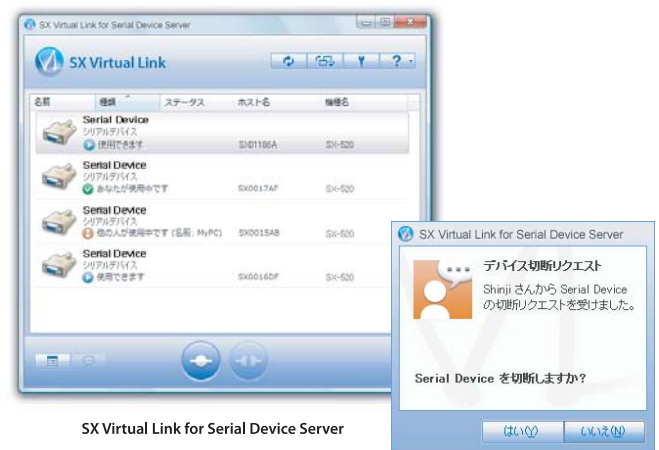 SX Virtual Link for Serial Device Server
SX Virtual Link
?
名前 種類 ステータス ホスト名 機種名
Serial Device
シリアルデバイス
使用できます SX01106A SX-520
Serial Device
シリアルデバイス
あなたが使用中です SX0017AF SX-520
Serial Device
シリアルデバイス
他の人が使用中です (名前: MyPC) SX0015AB SX-520
Serial Device
シリアルデバイス
使用できます SX0016DF SX-520
SX Virtual Link for Serial Device Server
デバイス切断リクエスト
Shinji さんから Serial Device
の切断リクエストを受けました。
Serial Device を切断しますか?
はい(Y) いいえ(N)
SX Virtual Link for Serial Device Server